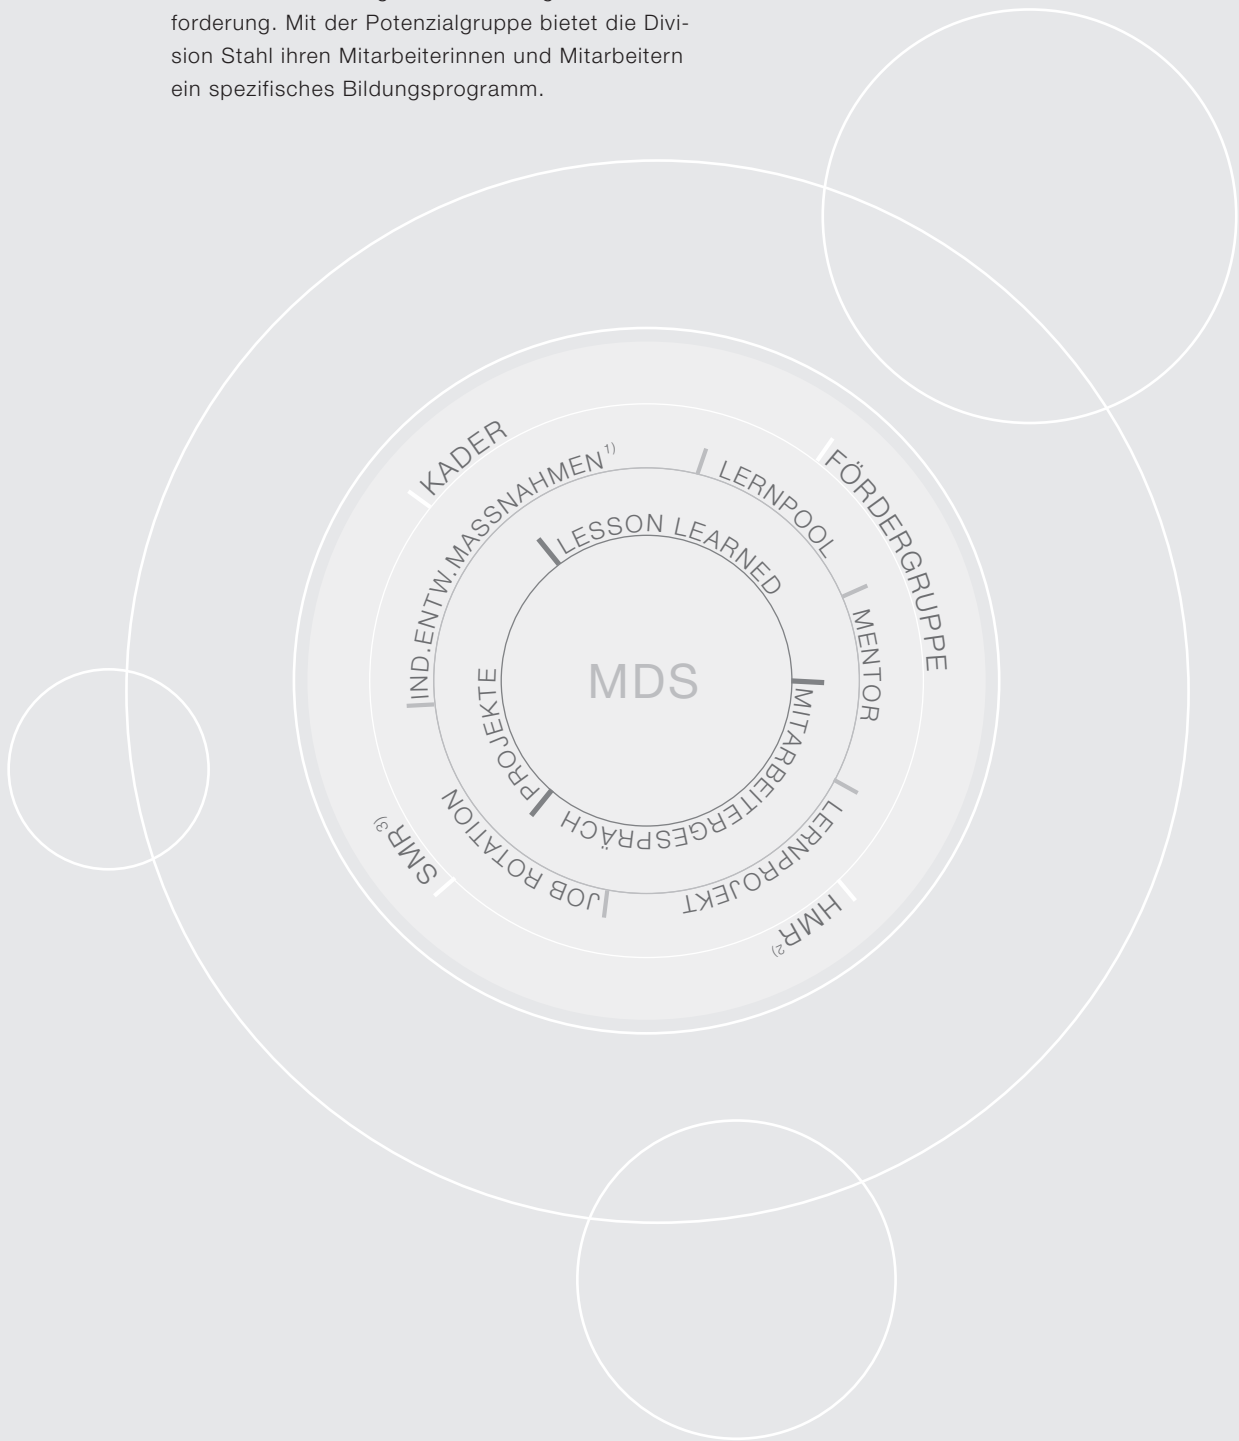 forderung. Mit der Potenzialgruppe bietet die Divi-
sion Stahl ihren Mitarbeiterinnen und Mitarbeitern
ein spezifisches Bildungsprogramm.
KADER
FÖRDERGRUPPE
HMR2)
SMR3)
IND.ENTW.MASSNAHMEN1)
LERNPOOL
MENTOR
LERNPROJEKT
JOB ROTATION
LESSON LEARNED
MITARBEITERGESPRÄCH
PROJEKTE
MDS